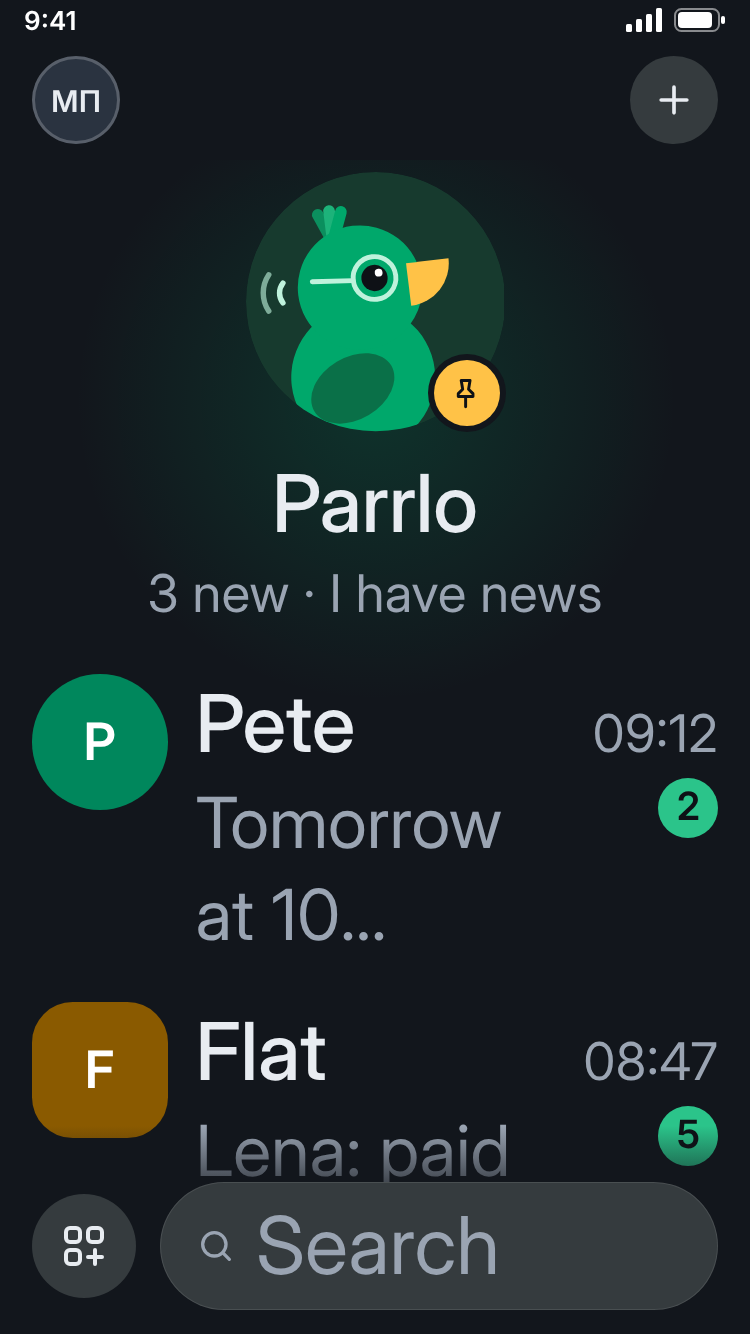 9:41
МП
Parrlo
3 new · I have news
Pete
09:12
Tomorrow
2
at 10...
F
Flat
08:47
Lena: paid
5
Search